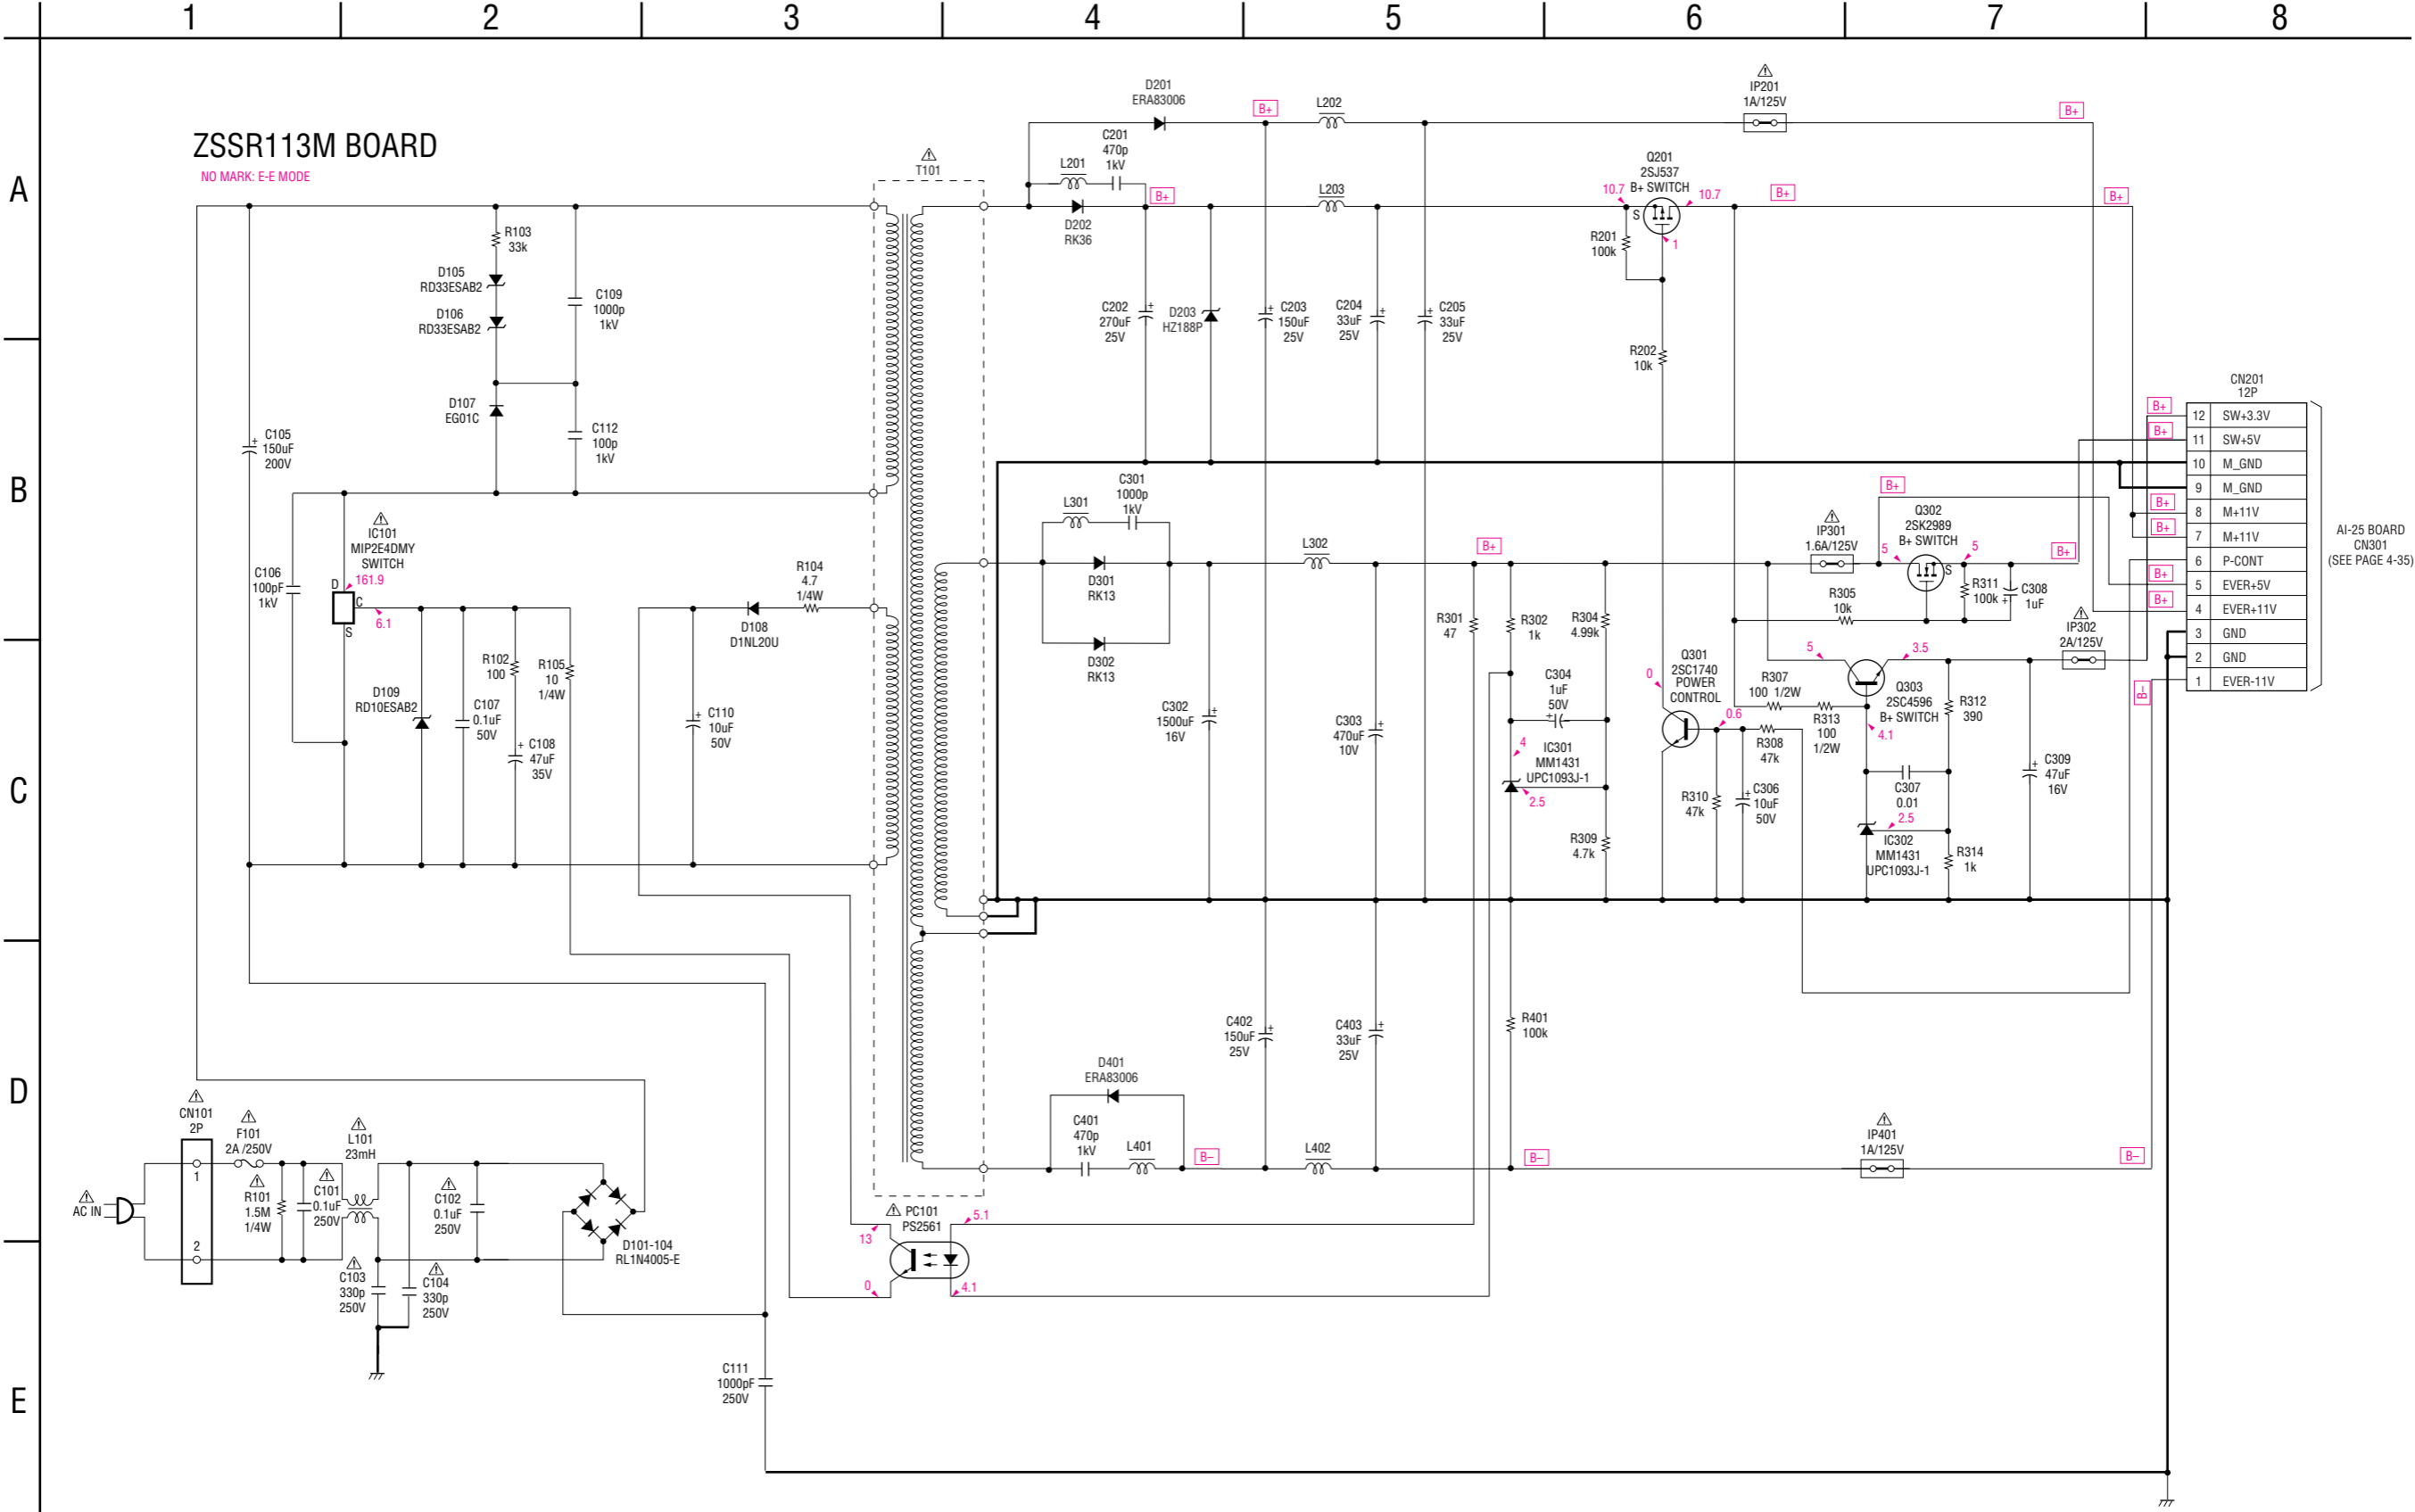 1 2 3 4 5 6 7 8
A
B
C
D
E
ZSSR113M BOARD
NO MARK: E-E MODE
R103
33k
D105
RD33ESAB2
D106
RD33ESAB2
C109
1000p
1kV
D107
EG01C
C112
100p
1kV
C105
150uF
200V
C106
100pF
1kV
IC101
MIP2E4DMY
SWITCH
D
161.9
C
6.1
S
D109
RD10ESAB2
C107
0.1uF
50V
R102
100
C108
47uF
35V
R105
10
1/4W
R104
4.7
1/4W
D108
D1NL20U
C110
10uF
50V
T101
D201
ERA83006
C201
470p
1kV
L201
B+
D202
RK36
C202
270uF
25V
D203
HZ188P
B+
L202
L203
C203
150uF
25V
C204
33uF
25V
C205
33uF
25V
IP201
1A/125V
B+
Q201
2SJ537
B+ SWITCH
10.7
10.7
S
1
B+
B+
R201
100k
R202
10k
C301
1000p
1kV
L301
D301
RK13
D302
RK13
L302
B+
C302
1500uF
16V
C303
470uF
10V
R301
47
R302
1k
R304
4.99k
C304
1uF
50V
4
IC301
MM1431
UPC1093J-1
2.5
R309
4.7k
Q301
2SC1740
POWER
CONTROL
0
0.6
R307
100 1/2W
R313
100
1/2W
R308
47k
R310
47k
C306
10uF
50V
IP301
1.6A/125V
B+
Q302
2SK2989
B+ SWITCH
5
5
S
B+
R305
10k
R311
100k
C308
1uF
IP302
2A/125V
5
3.5
Q303
2SC4596
B+ SWITCH
4.1
R312
390
C307
0.01
2.5
IC302
MM1431
UPC1093J-1
R314
1k
C309
47uF
16V
CN201
12P
B+ 12 SW+3.3V
B+ 11 SW+5V
10 M_GND
9 M_GND
B+ 8 M+11V
B+ 7 M+11V
6 P-CONT
B+ 5 EVER+5V
B+ 4 EVER+11V
3 GND
2 GND
B− 1 EVER-11V
AI-25 BOARD
CN301
(SEE PAGE 4-35)
C402
150uF
25V
C403
33uF
25V
R401
100k
D401
ERA83006
C401
470p
1kV
L401
B−
L402
B−
IP401
1A/125V
B−
AC IN
CN101
2P
1
2
F101
2A /250V
R101
1.5M
1/4W
C101
0.1uF
250V
L101
23mH
C102
0.1uF
250V
C103
330p
250V
C104
330p
250V
D101-104
RL1N4005-E
PC101
PS2561
13
5.1
0
4.1
C111
1000pF
250V